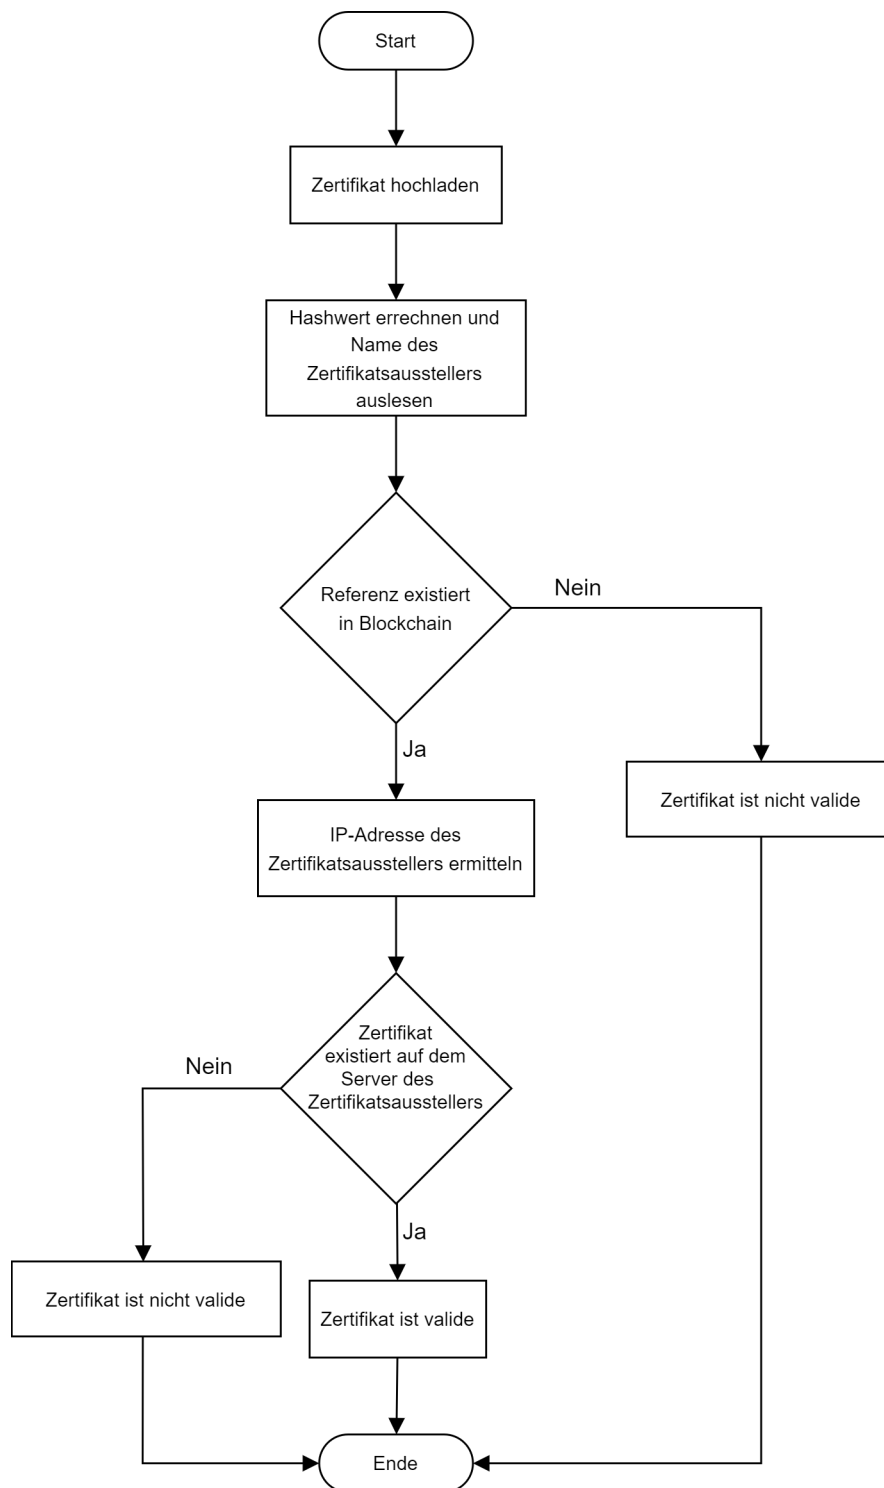 Start
Zertifikat hochladen
Hashwert errechnen und
Name des
Zertifikatsausstellers
auslesen
Referenz existiert
in Blockchain
Nein
Ja
Zertifikat ist nicht valide
IP-Adresse des
Zertifikatsausstellers ermitteln
Zertifikat
existiert auf dem
Server des
Zertifikatsausstellers
Nein
Ja
Zertifikat ist nicht valide
Zertifikat ist valide
Ende